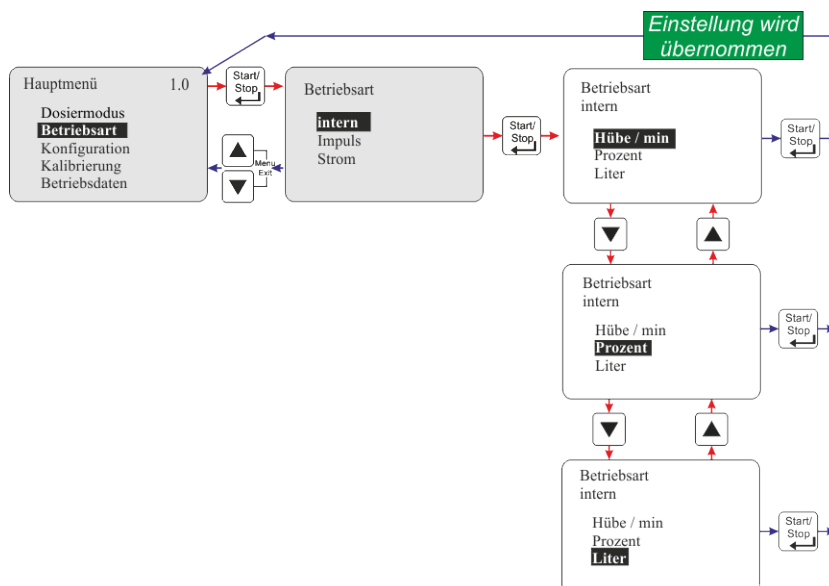 Einstellung wird
übernommen
Hauptmenü 1.0
Dosiermodus
Betriebsart
Konfiguration
Kalibrierung
Betriebsdaten
Start/
Stop
Menu
Exit
Betriebsart
intern
Impuls
Strom
Start/
Stop
Betriebsart
intern
Hübe / min
Prozent
Liter
Start/
Stop
Betriebsart
intern
Hübe / min
Prozent
Liter
Start/
Stop
Betriebsart
intern
Hübe / min
Prozent
Liter
Start/
Stop